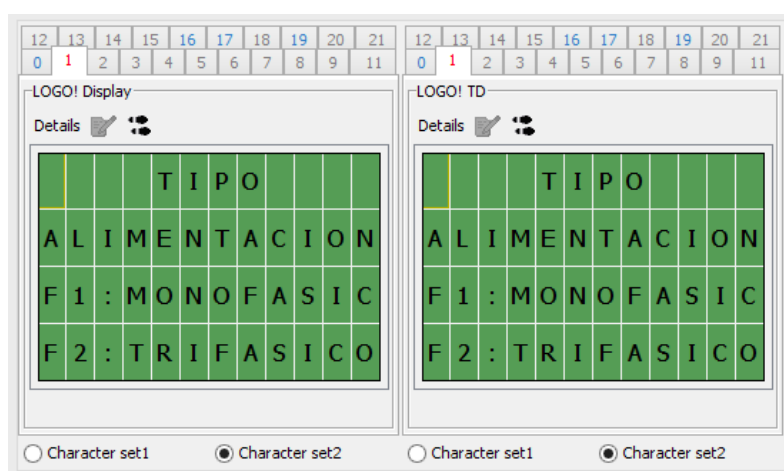 12 13 14 15 16 17 18 19 20 21
0 1 2 3 4 5 6 7 8 9 11
LOGO! Display
Details
TIPO
ALIMENTACION
F1:MONOFASIC
F2:TRIFASICO
Character set1 Character set2
12 13 14 15 16 17 18 19 20 21
0 1 2 3 4 5 6 7 8 9 11
LOGO! TD
Details
TIPO
ALIMENTACION
F1:MONOFASIC
F2:TRIFASICO
Character set1 Character set2